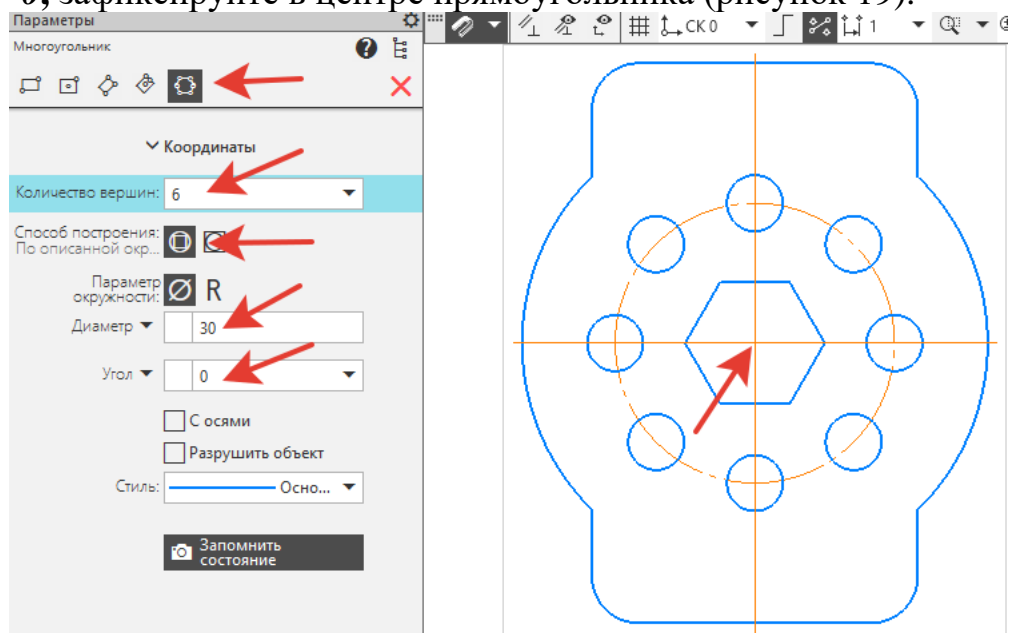 0, зафиксируйте в центре прямоугольника (рисунок 19).
Параметры
СК 0
1
Многоугольник
?
Координаты
Количество вершин: 6
Способ построения:
По описанной окр...
Параметр
окружности:
R
Диаметр
30
Угол
0
С осями
Разрушить объект
Стиль:
Осно...
Запомнить
состояние